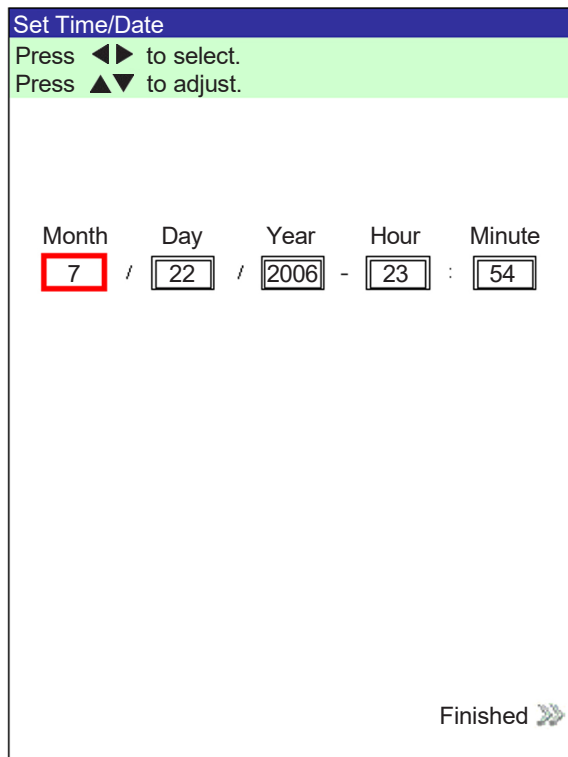 Set Time/Date
Press ◀▶ to select.
Press ▲▼ to adjust.
Month Day Year Hour Minute
7 / 22 / 2006 - 23 : 54
Finished